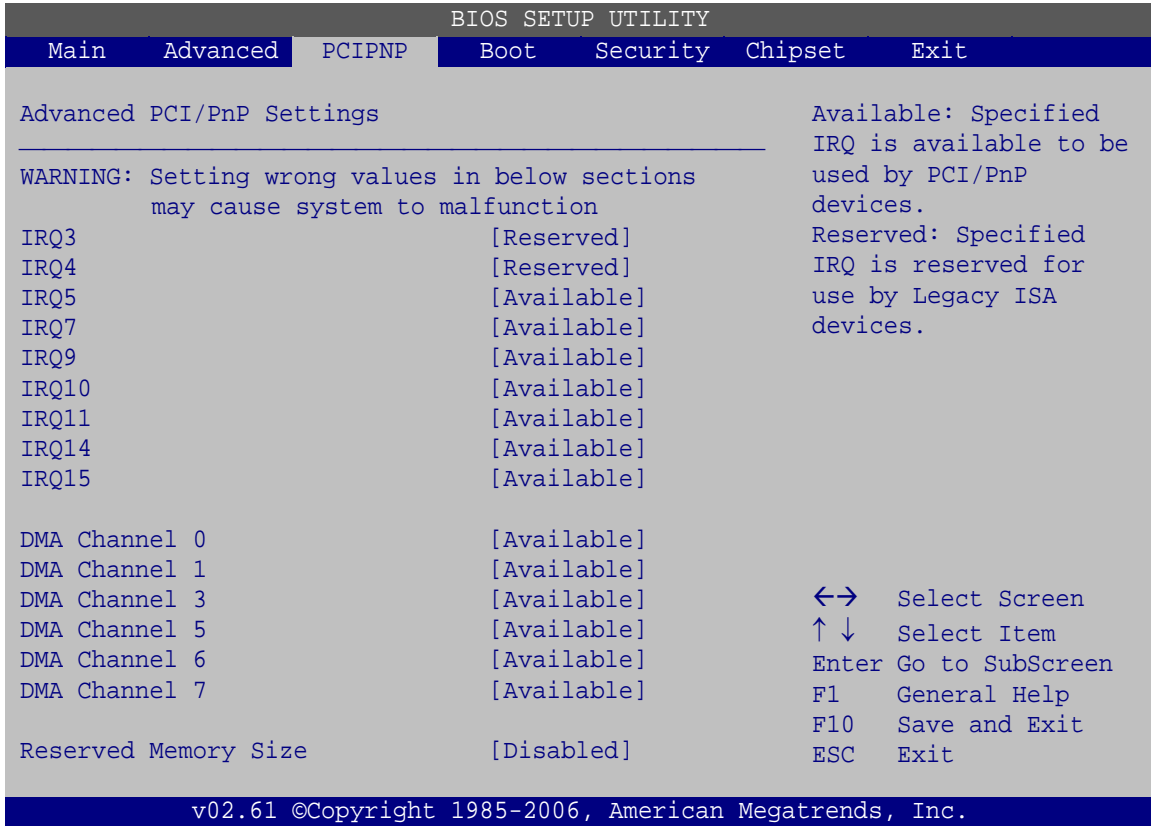 BIOS SETUP UTILITY
Main Advanced PCIPNP Boot Security Chipset Exit
Advanced PCI/PnP Settings
WARNING: Setting wrong values in below sections
may cause system to malfunction
IRQ3 [Reserved]
IRQ4 [Reserved]
IRQ5 [Available]
IRQ7 [Available]
IRQ9 [Available]
IRQ10 [Available]
IRQ11 [Available]
IRQ14 [Available]
IRQ15 [Available]
DMA Channel 0 [Available]
DMA Channel 1 [Available]
DMA Channel 3 [Available]
DMA Channel 5 [Available]
DMA Channel 6 [Available]
DMA Channel 7 [Available]
Reserved Memory Size [Disabled]
Available: Specified
IRQ is available to be
used by PCI/PnP
devices.
Reserved: Specified
IRQ is reserved for
use by Legacy ISA
devices.
←→ Select Screen
↑ ↓ Select Item
Enter Go to SubScreen
F1 General Help
F10 Save and Exit
ESC Exit
v02.61 ©Copyright 1985-2006, American Megatrends, Inc.